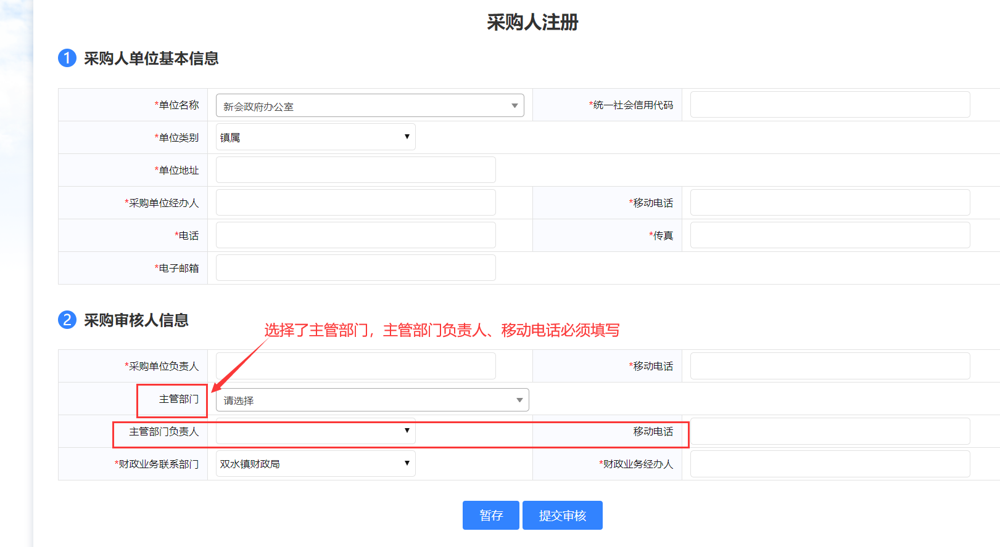 采购人注册
1 采购人单位基本信息
*单位名称 新会政府办公室 *统一社会信用代码
*单位类别 镇属
*单位地址
*采购单位经办人 *移动电话
*电话 *传真
*电子邮箱
2 采购审核人信息
选择了主管部门，主管部门负责人、移动电话必须填写
*采购单位负责人 *移动电话
主管部门 请选择
主管部门负责人 移动电话
*财政业务联系部门 双水镇财政局 *财政业务经办人
暂存 提交审核